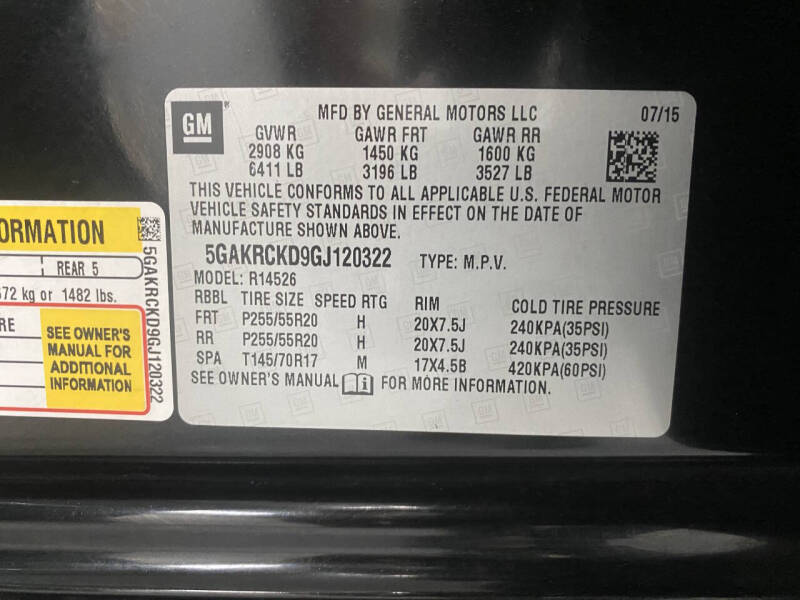 GM
MFD BY GENERAL MOTORS LLC 07/15
GVWR GAWR FRT GAWR RR
2908 KG 1450 KG 1600 KG
6411 LB 3196 LB 3527 LB
THIS VEHICLE CONFORMS TO ALL APPLICABLE U.S. FEDERAL MOTOR
VEHICLE SAFETY STANDARDS IN EFFECT ON THE DATE OF
MANUFACTURE SHOWN ABOVE.
5GAKRCKD9GJ120322 TYPE: M.P.V.
MODEL: R14526
RBBL TIRE SIZE SPEED RTG RIM COLD TIRE PRESSURE
FRT P255/55R20 H 20X7.5J 240KPA(35PSI)
RR P255/55R20 H 20X7.5J 240KPA(35PSI)
SPA T145/70R17 M 17X4.5B 420KPA(60PSI)
SEE OWNER'S MANUAL FOR MORE INFORMATION.
ORMATION
REAR 5
672 kg or 1482 lbs.
RE
SEE OWNER'S
MANUAL FOR
ADDITIONAL
INFORMATION
5GAKRCKD9GJ120322